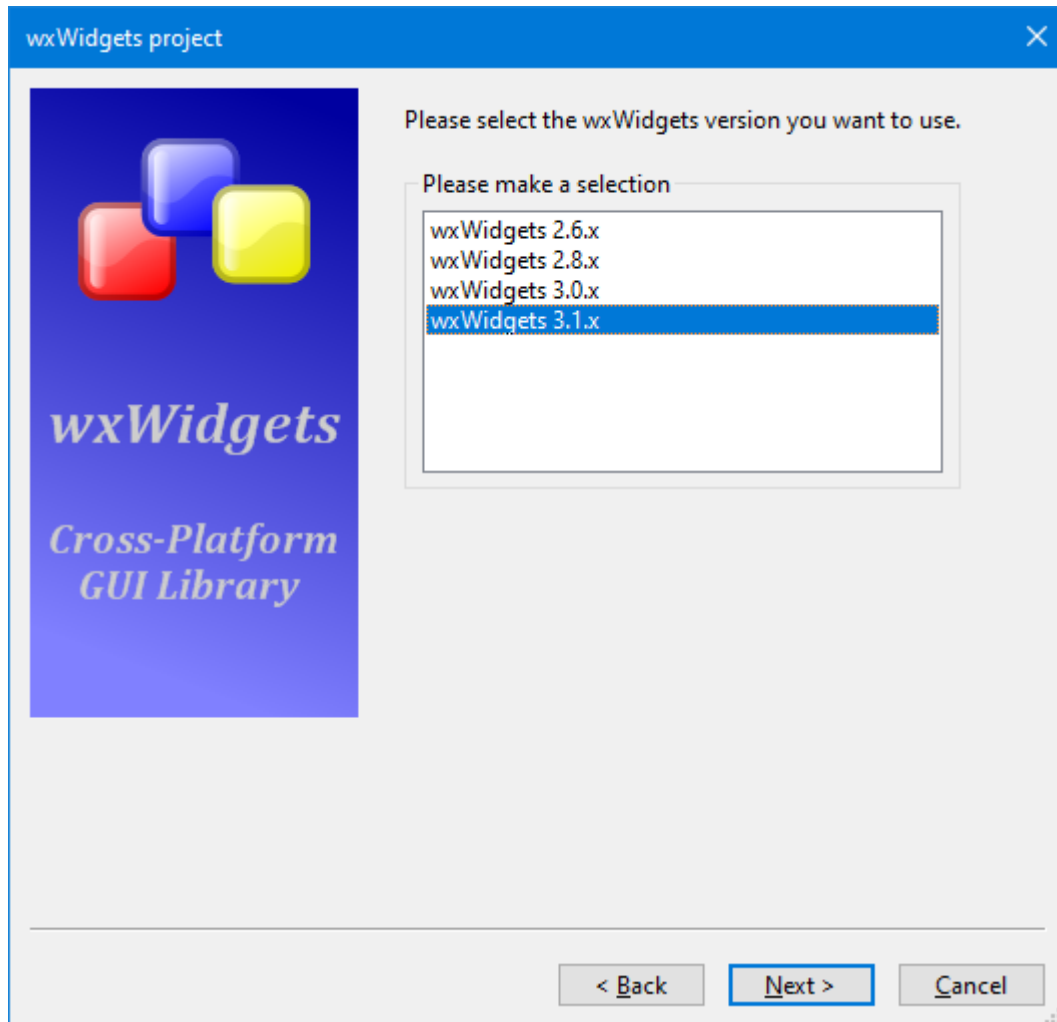 wxWidgets project
wxWidgets
Cross-Platform
GUI Library
Please select the wxWidgets version you want to use.
Please make a selection
wxWidgets 2.6.x
wxWidgets 2.8.x
wxWidgets 3.0.x
wxWidgets 3.1.x
< Back
Next >
Cancel